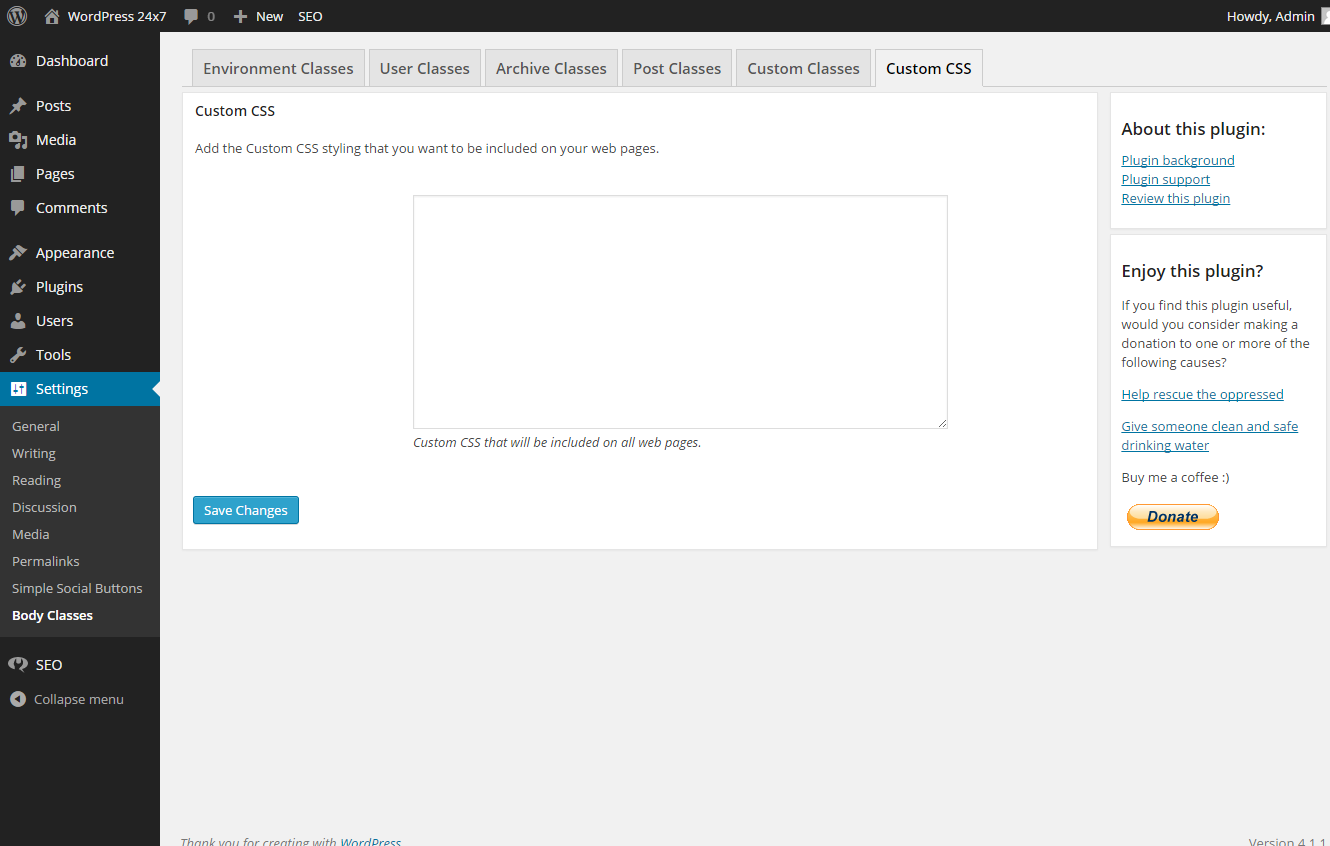 WordPress 24x7 0 New SEO Howdy, Admin
Dashboard
Posts
Media
Pages
Comments
Appearance
Plugins
Users
Tools
Settings
General
Writing
Reading
Discussion
Media
Permalinks
Simple Social Buttons
Body Classes
SEO
Collapse menu
Environment Classes User Classes Archive Classes Post Classes Custom Classes Custom CSS
Custom CSS
Add the Custom CSS styling that you want to be included on your web pages.
Custom CSS that will be included on all web pages.
Save Changes
About this plugin:
Plugin background
Plugin support
Review this plugin
Enjoy this plugin?
If you find this plugin useful,
would you consider making a
donation to one or more of the
following causes?
Help rescue the oppressed
Give someone clean and safe
drinking water
Buy me a coffee :)
Donate
Thank you for creating with WordPress
Version 4.1.1